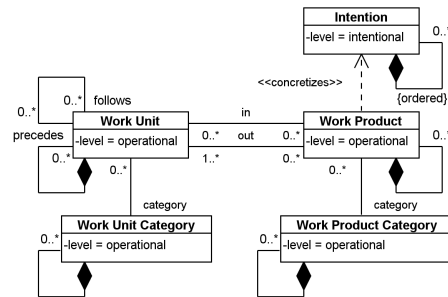 Intention
-level = intentional
0..*
<<concretizes>>
{ordered}
0..*
0..*
follows
precedes
Work Unit
-level = operational
0..*
in
0..*
out
0..*
1..*
0..*
Work Product
-level = operational
0..*
0..*
category
0..*
category
Work Unit Category
-level = operational
0..*
Work Product Category
-level = operational
0..*